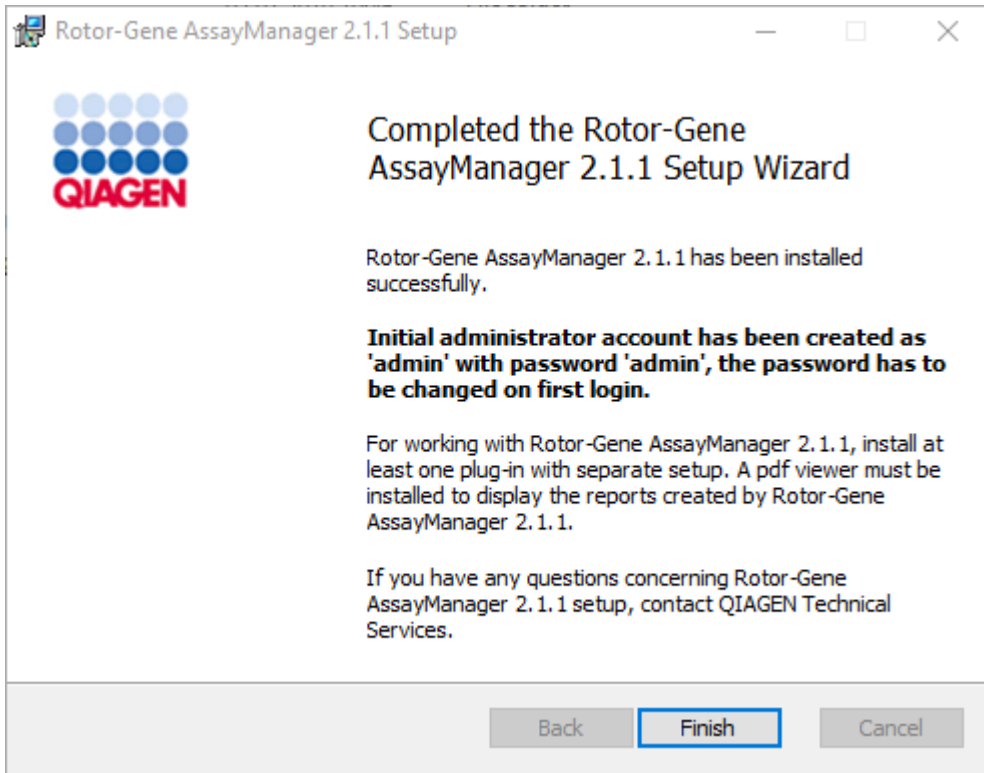 Rotor-Gene AssayManager 2.1.1 Setup
QIAGEN
Completed the Rotor-Gene
AssayManager 2.1.1 Setup Wizard
Rotor-Gene AssayManager 2.1.1 has been installed
successfully.
Initial administrator account has been created as
'admin' with password 'admin', the password has to
be changed on first login.
For working with Rotor-Gene AssayManager 2.1.1, install at
least one plug-in with separate setup. A pdf viewer must be
installed to display the reports created by Rotor-Gene
AssayManager 2.1.1.
If you have any questions concerning Rotor-Gene
AssayManager 2.1.1 setup, contact QIAGEN Technical
Services.
Back Finish Cancel